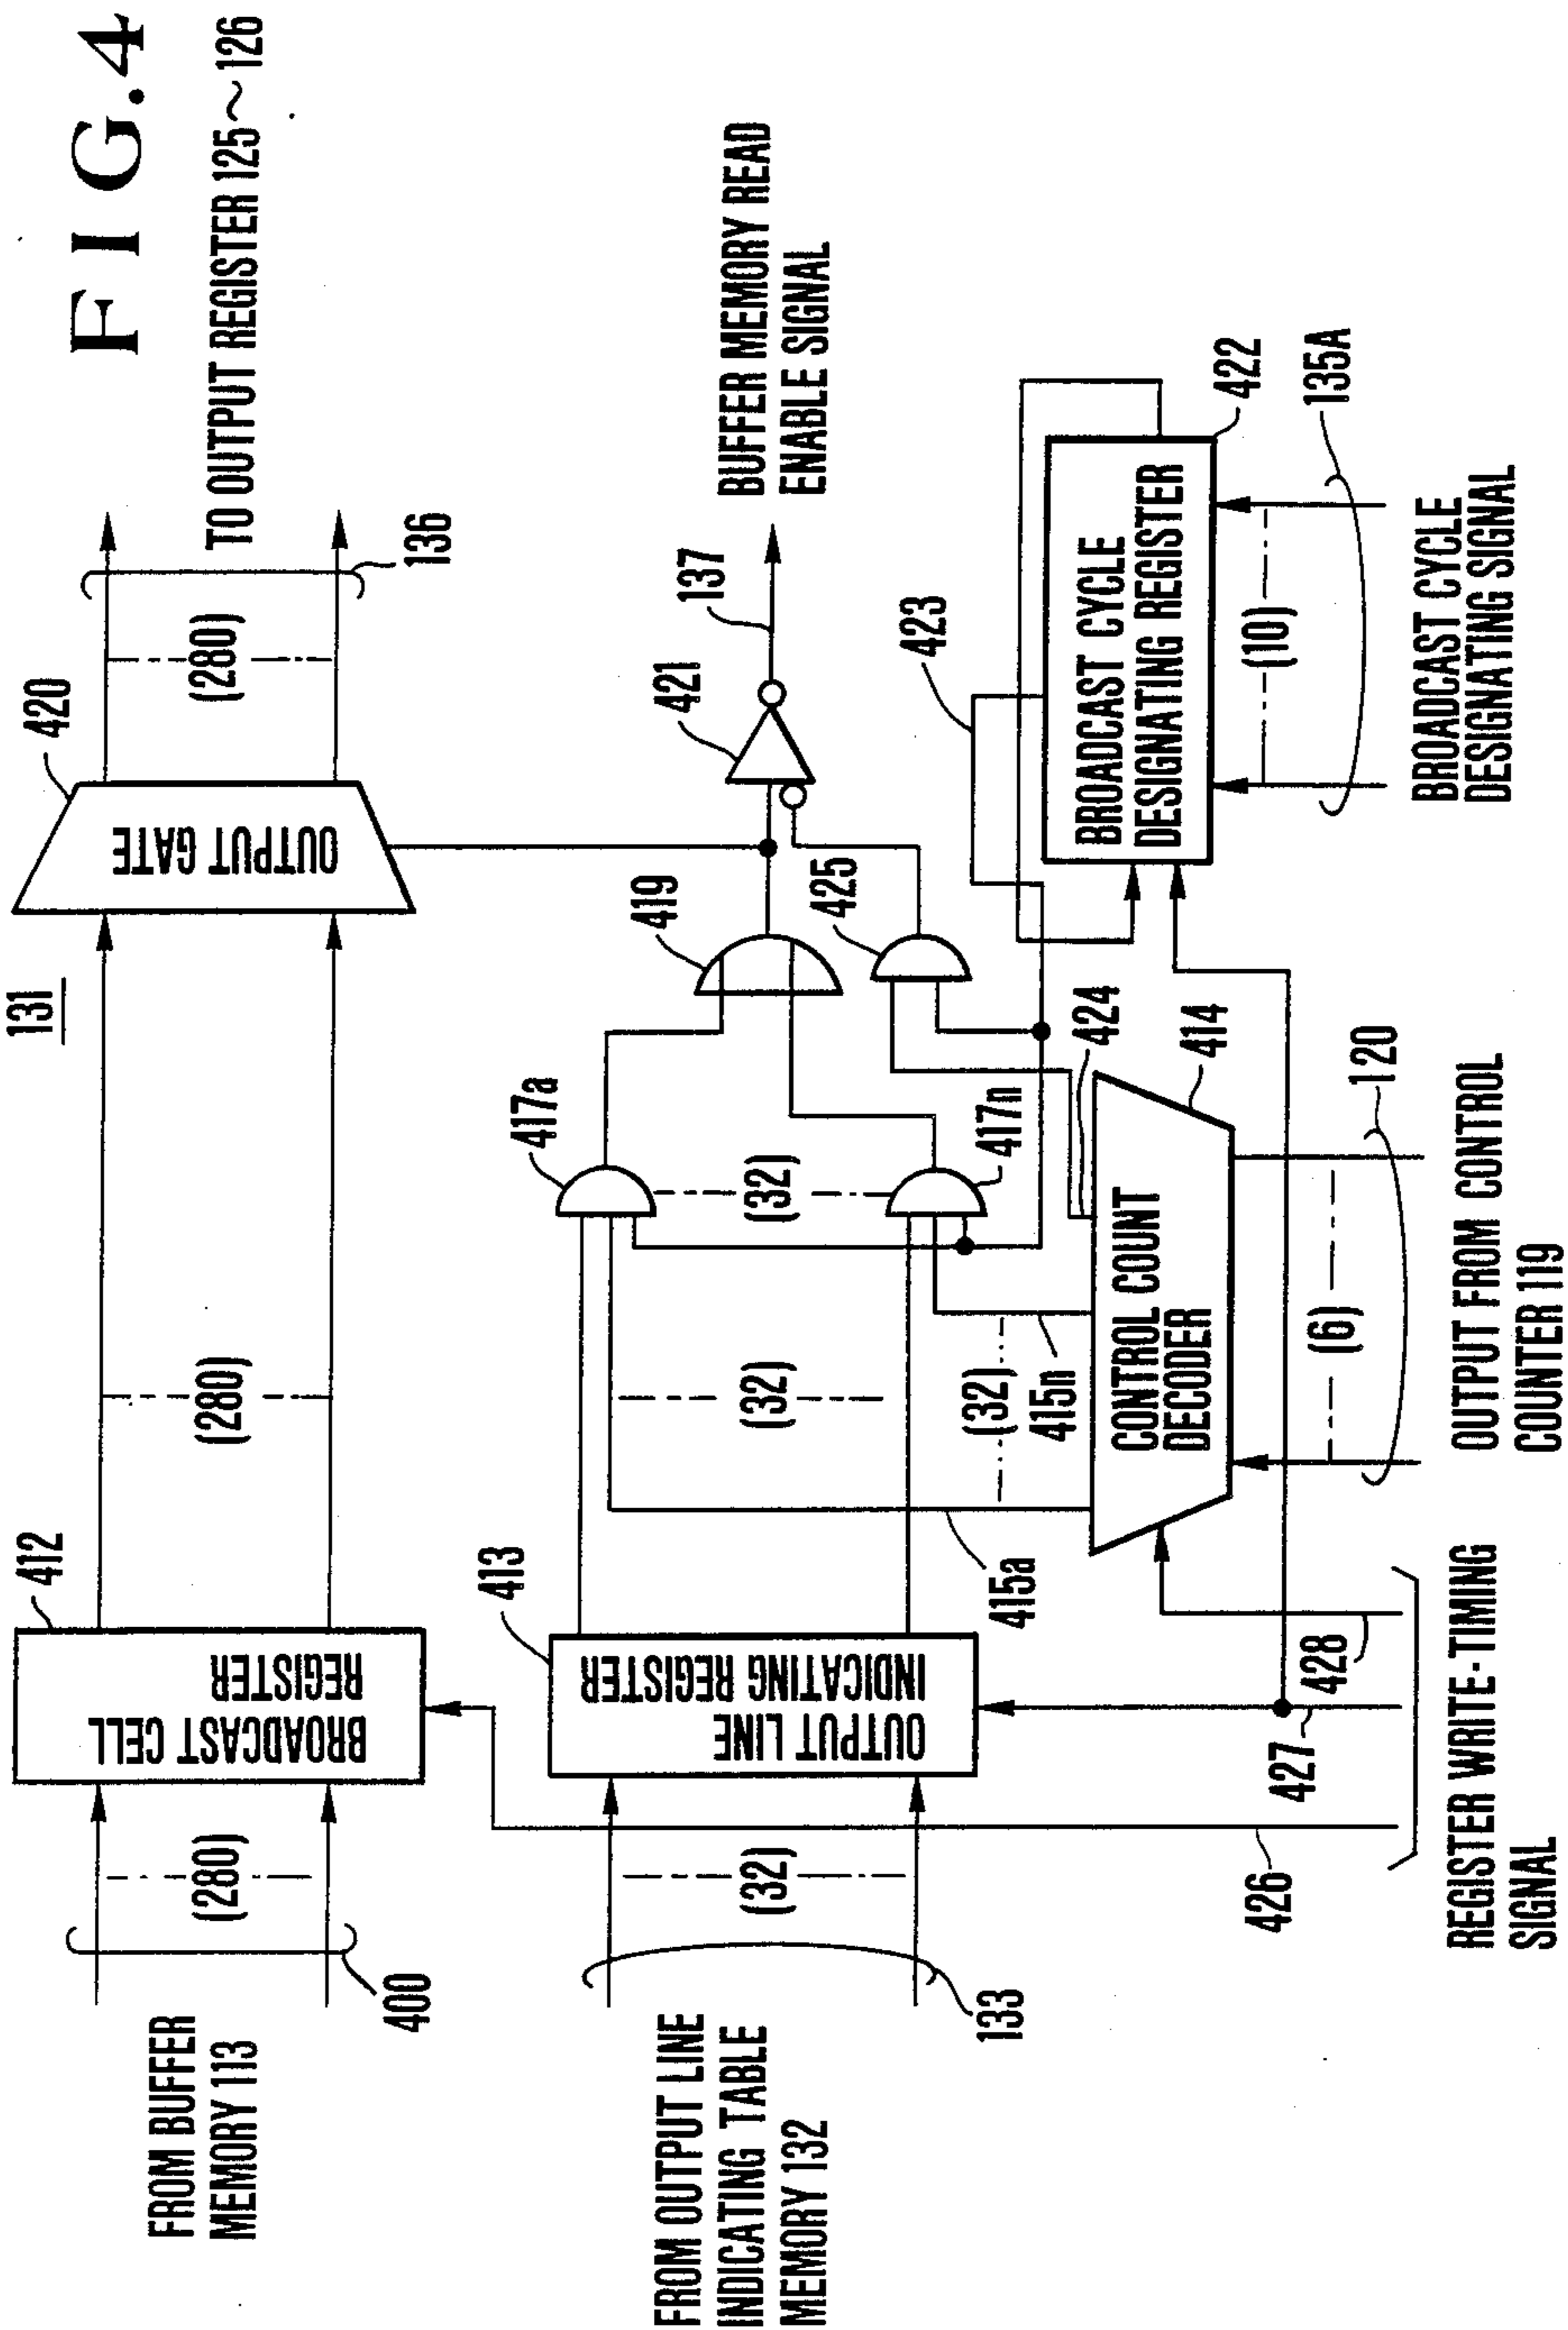 FIG.4
131
FROM BUFFER
MEMORY 113
400
(280)
412
BROADCAST CELL
REGISTER
(280)
420
OUTPUT GATE
(280)
136
TO OUTPUT REGISTER 125~126
FROM OUTPUT LINE
INDICATING TABLE
MEMORY 132
133
(32)
413
OUTPUT LINE
INDICATING REGISTER
(32)
417a
(32)
417n
419
421
137
BUFFER MEMORY READ
ENABLE SIGNAL
425
423
415a
(32)
415n
424
CONTROL COUNT
DECODER
414
BROADCAST CYCLE
DESIGNATING REGISTER
422
426
427
428
REGISTER WRITE-TIMING
SIGNAL
(6)
120
OUTPUT FROM CONTROL
COUNTER 119
(10)
135A
BROADCAST CYCLE
DESIGNATING SIGNAL